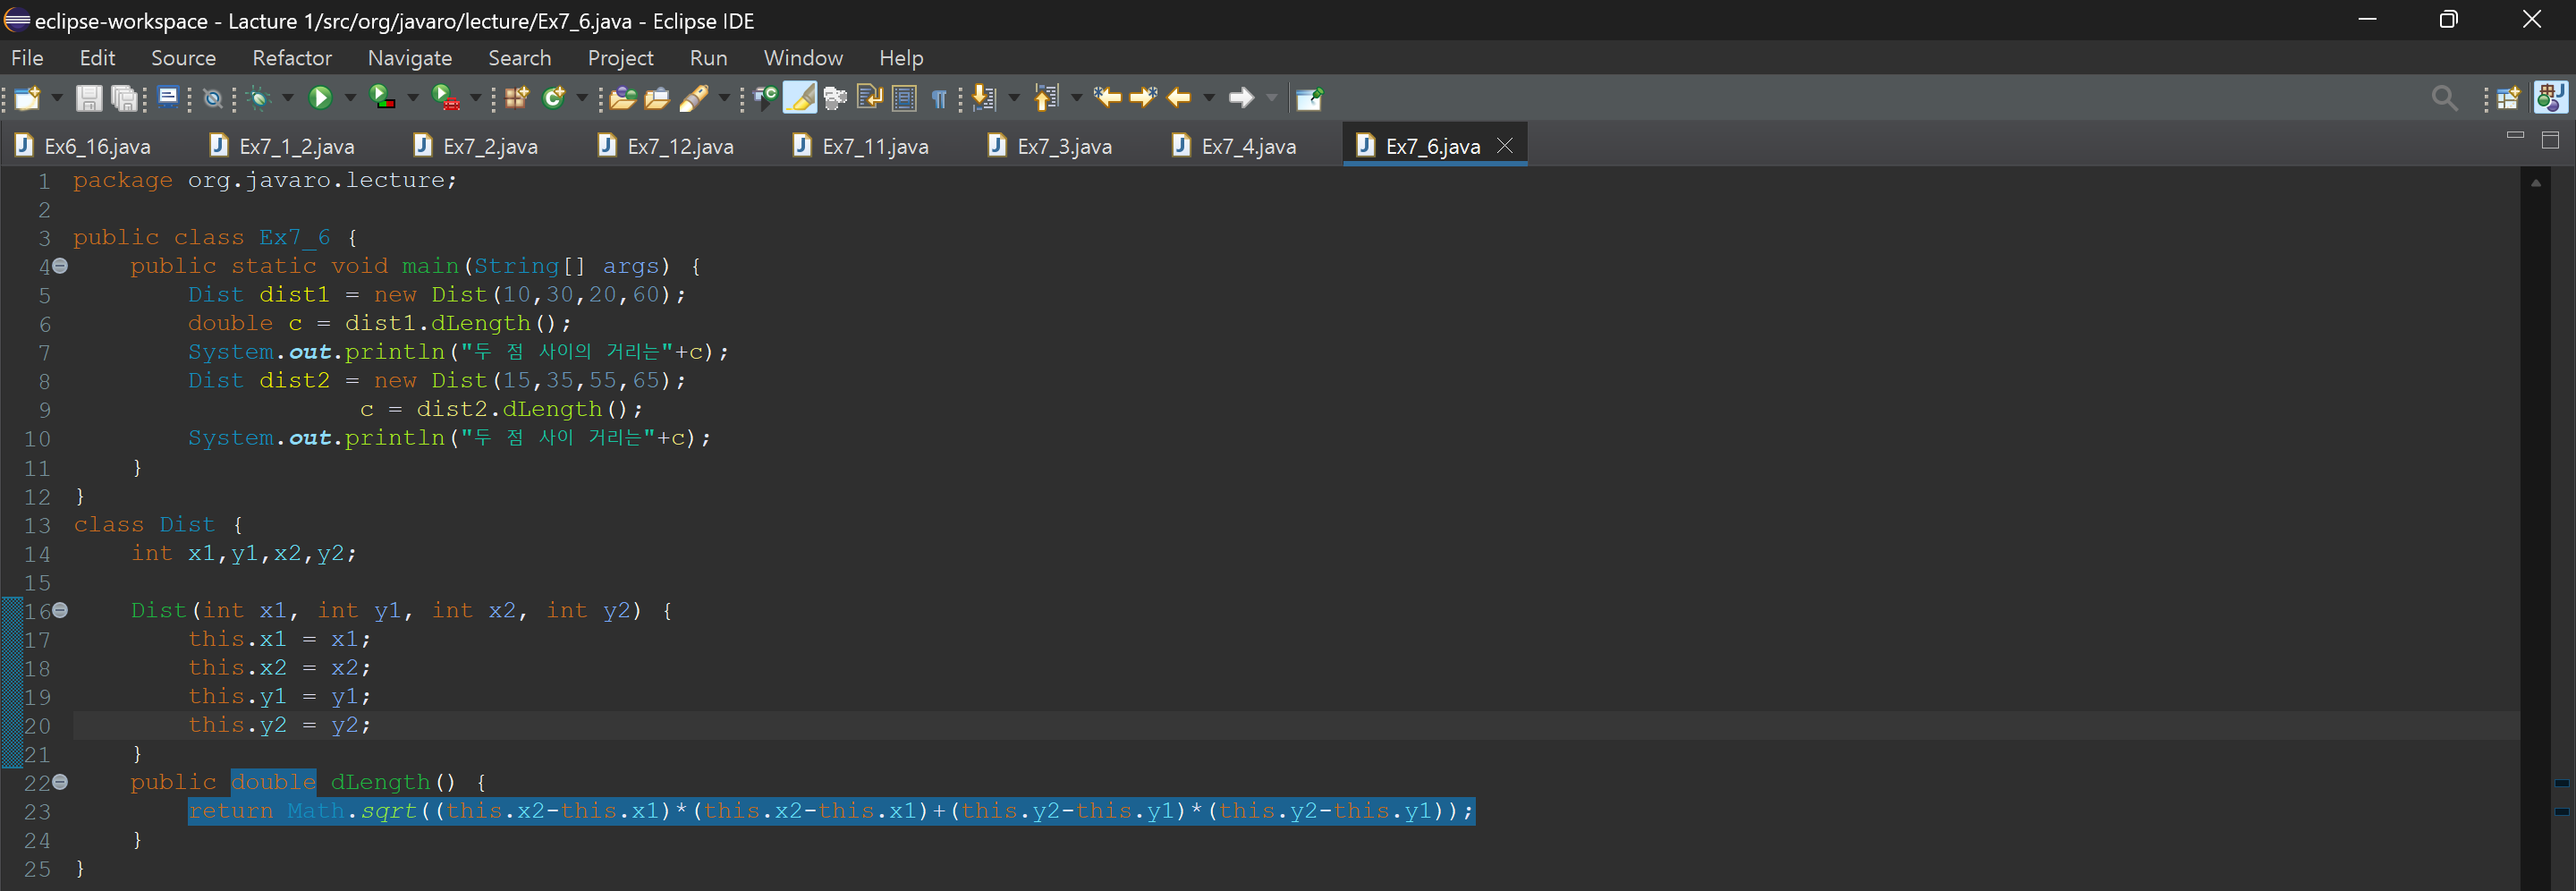 eclipse-workspace - Lacture 1/src/org/javaro/lecture/Ex7_6.java - Eclipse IDE
File Edit Source Refactor Navigate Search Project Run Window Help
Ex6_16.java Ex7_1_2.java Ex7_2.java Ex7_12.java Ex7_11.java Ex7_3.java Ex7_4.java Ex7_6.java
1 package org.javaro.lecture;
2
3 public class Ex7_6 {
4 public static void main(String[] args) {
5 Dist dist1 = new Dist(10,30,20,60);
6 double c = dist1.dLength();
7 System.out.println("두 점 사이의 거리는"+c);
8 Dist dist2 = new Dist(15,35,55,65);
9 c = dist2.dLength();
10 System.out.println("두 점 사이 거리는"+c);
11 }
12 }
13 class Dist {
14 int x1,y1,x2,y2;
15
16 Dist(int x1, int y1, int x2, int y2) {
17 this.x1 = x1;
18 this.x2 = x2;
19 this.y1 = y1;
20 this.y2 = y2;
21 }
22 public double dLength() {
23 return Math.sqrt((this.x2-this.x1)*(this.x2-this.x1)+(this.y2-this.y1)*(this.y2-this.y1));
24 }
25 }